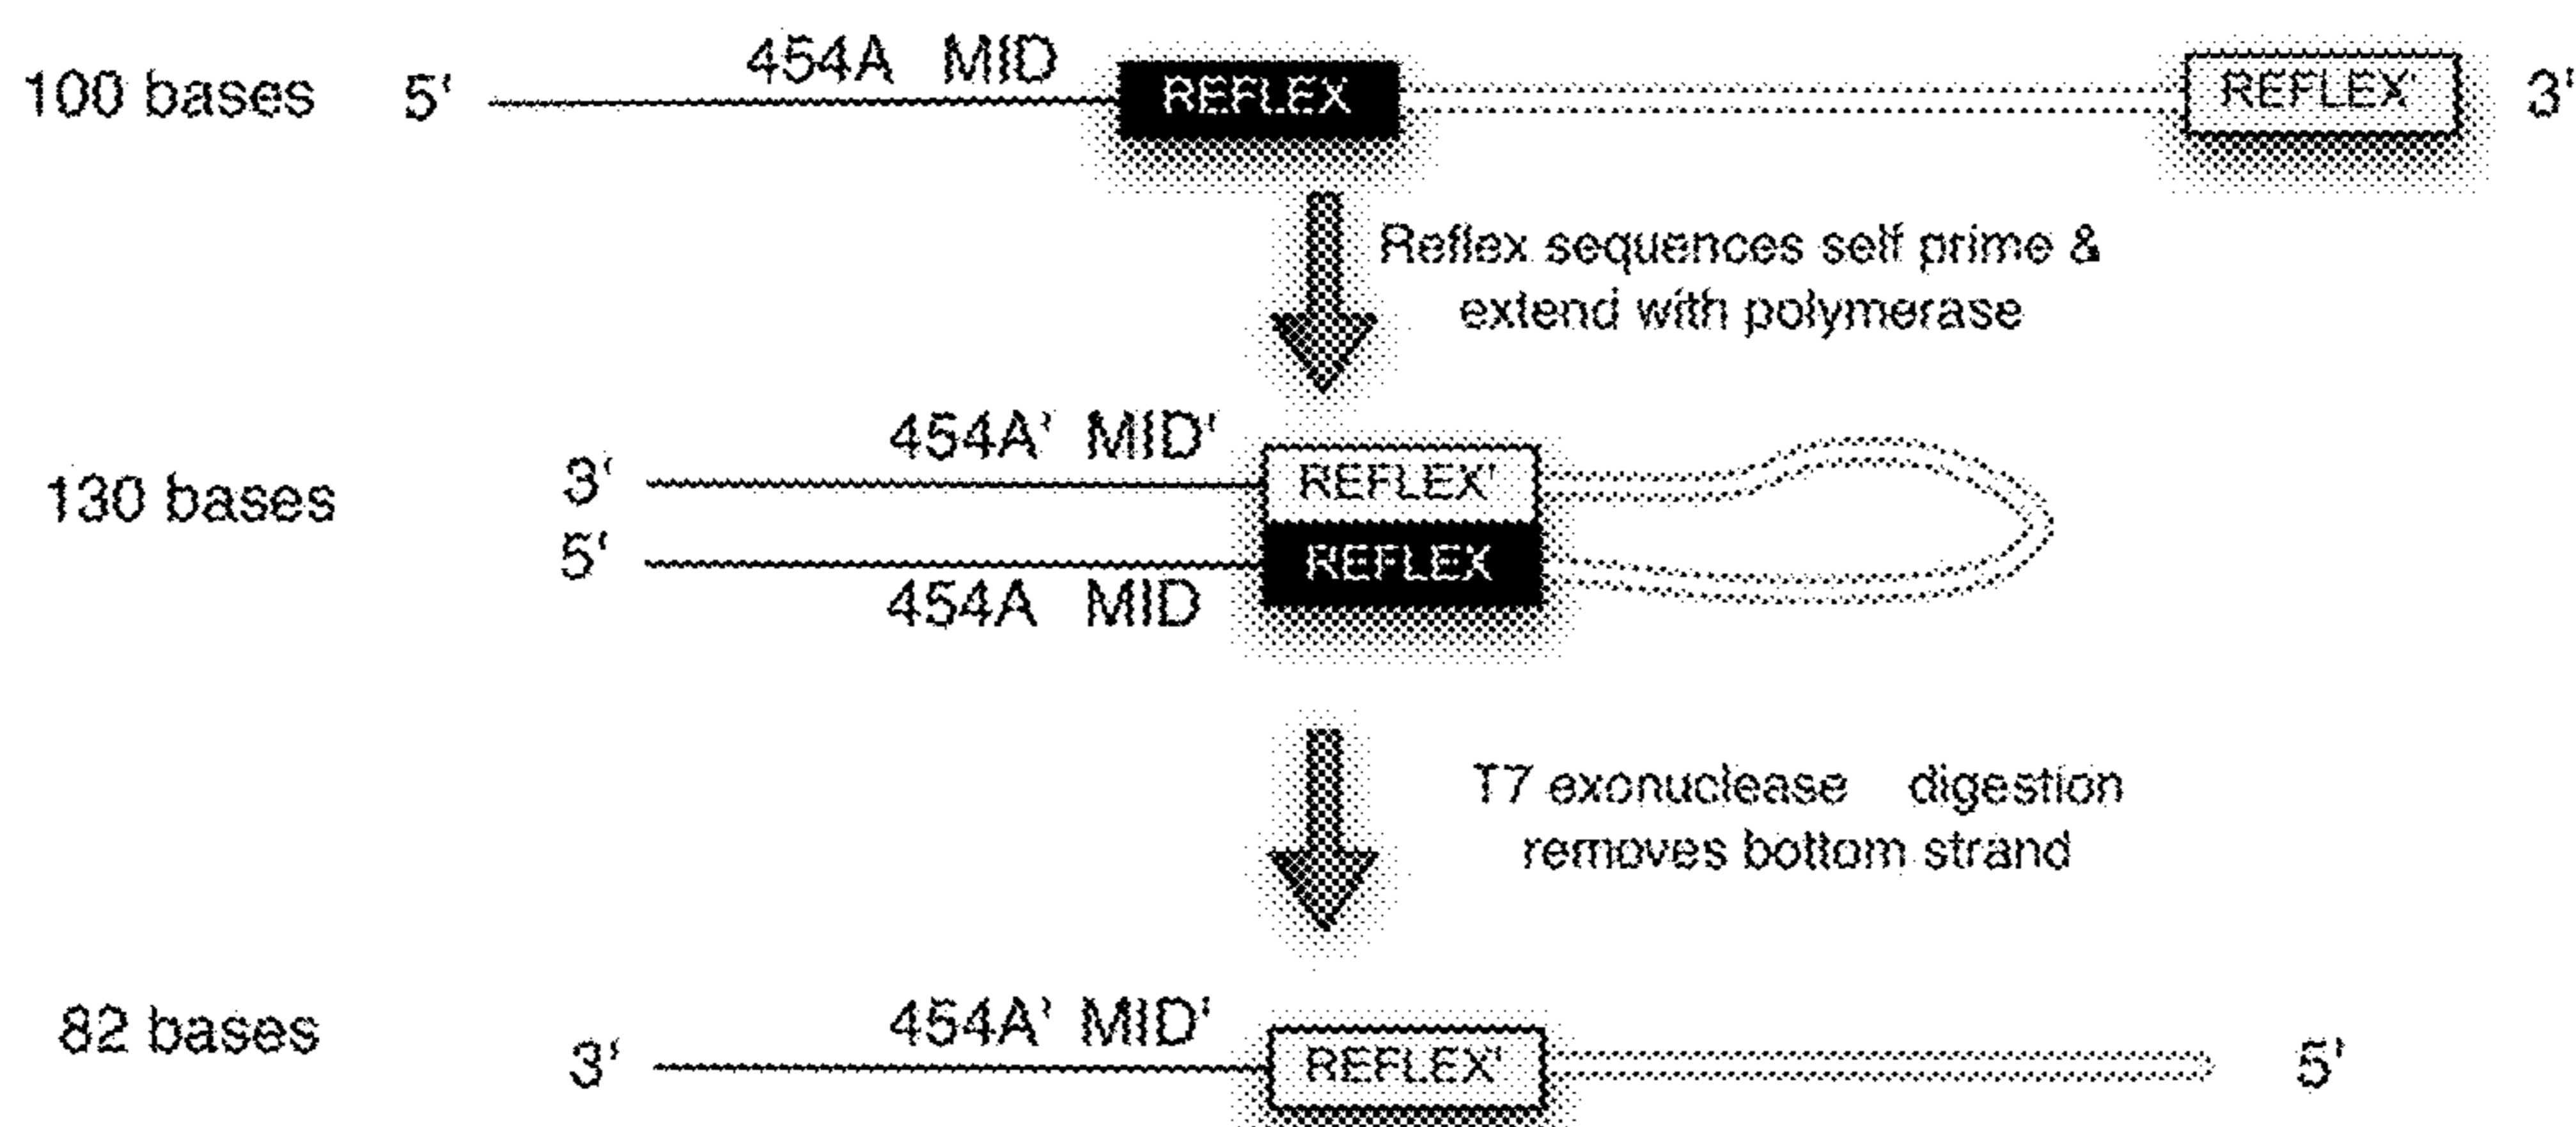 100 bases 5' 454A MID REFLEX REFLEX' 3'
Reflex sequences self prime &
extend with polymerase
454A' MID'
130 bases 3' REFLEX'
5' REFLEX
454A MID
T7 exonuclease digestion
removes bottom strand
454A' MID'
82 bases 3' REFLEX' 5'